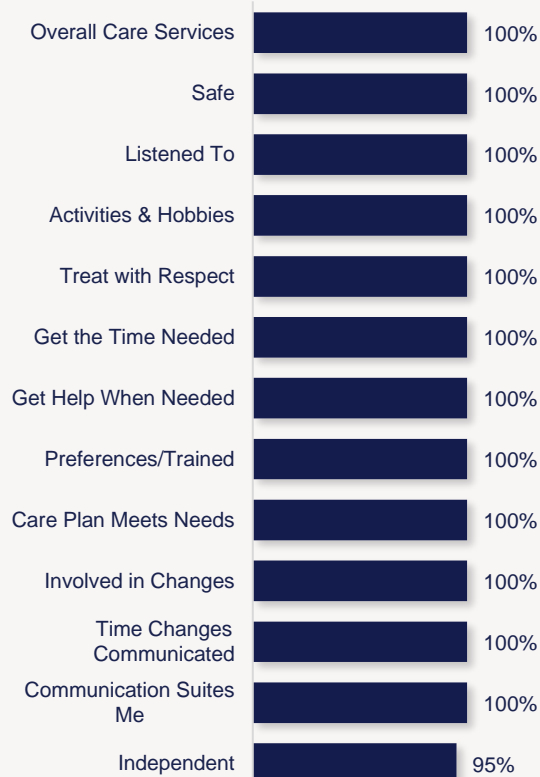 Overall Care Services 100%
Safe 100%
Listened To 100%
Activities & Hobbies 100%
Treat with Respect 100%
Get the Time Needed 100%
Get Help When Needed 100%
Preferences/Trained 100%
Care Plan Meets Needs 100%
Involved in Changes 100%
Time Changes
Communicated 100%
Communication Suites
Me 100%
Independent 95%